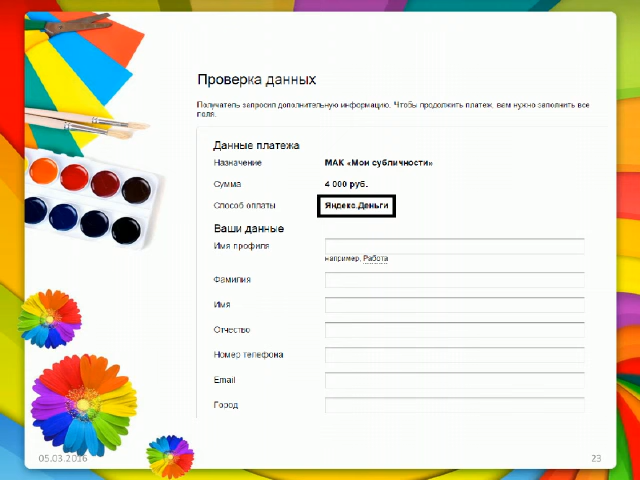 Проверка данных
Получатель запросил дополнительную информацию. Чтобы продолжить платеж, вам нужно заполнить все
поля.
Данные платежа
Назначение МАК «Мои субличности»
Сумма 4 000 руб.
Способ оплаты Яндекс.Деньги
Ваши данные
Имя профиля
например, Работа
Фамилия
Имя
Отчество
Номер телефона
Email
Город
05.03.2016 23